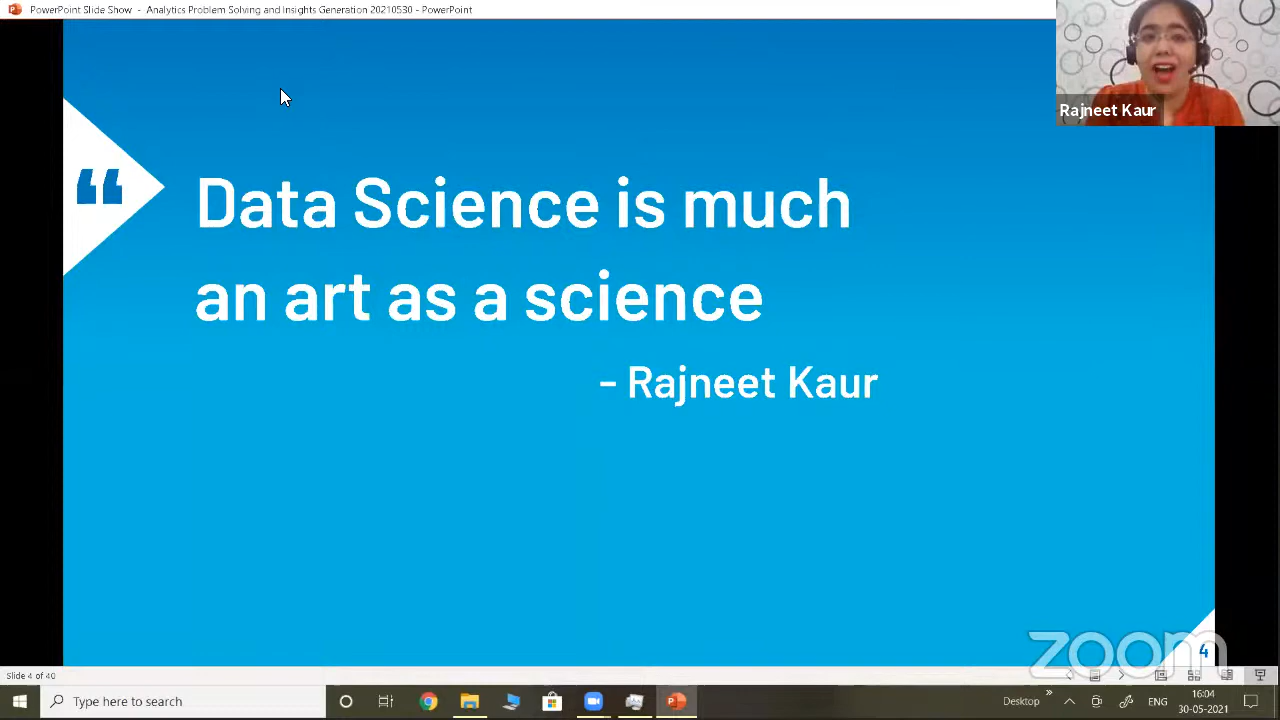 PowerPoint Slide Show - Analytics Problem Solving and Insights Generation 20210530 - PowerPoint
Rajneet Kaur
“
Data Science is much
an art as a science
- Rajneet Kaur
zoom
4
Slide 4 of 40
Type here to search
Desktop
ENG
16:04
30-05-2021